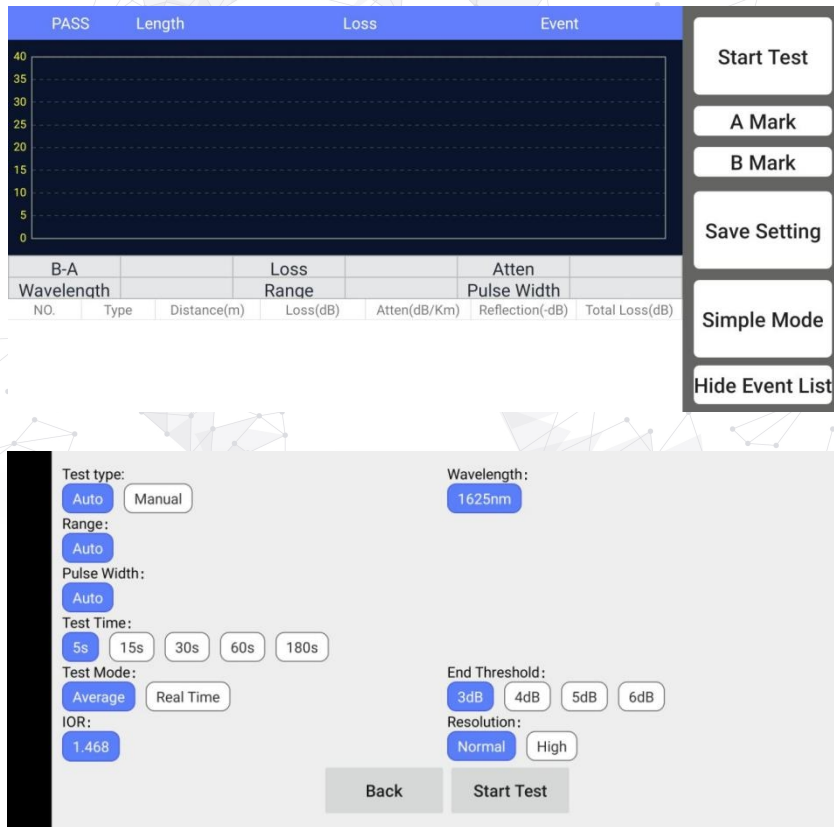 PASS Length Loss Event
Start Test
40
35
30
25
20
15
10
5
0
A Mark
B Mark
Save Setting
Simple Mode
Hide Event List
B-A Loss Atten
Wavelength Range Pulse Width
NO. Type Distance(m) Loss(dB) Atten(dB/Km) Reflection(-dB) Total Loss(dB)
Test type: Wavelength:
Auto Manual 1625nm
Range:
Auto
Pulse Width:
Auto
Test Time:
5s 15s 30s 60s 180s
Test Mode: End Threshold:
Average Real Time 3dB 4dB 5dB 6dB
IOR: Resolution:
1.468 Normal High
Back Start Test